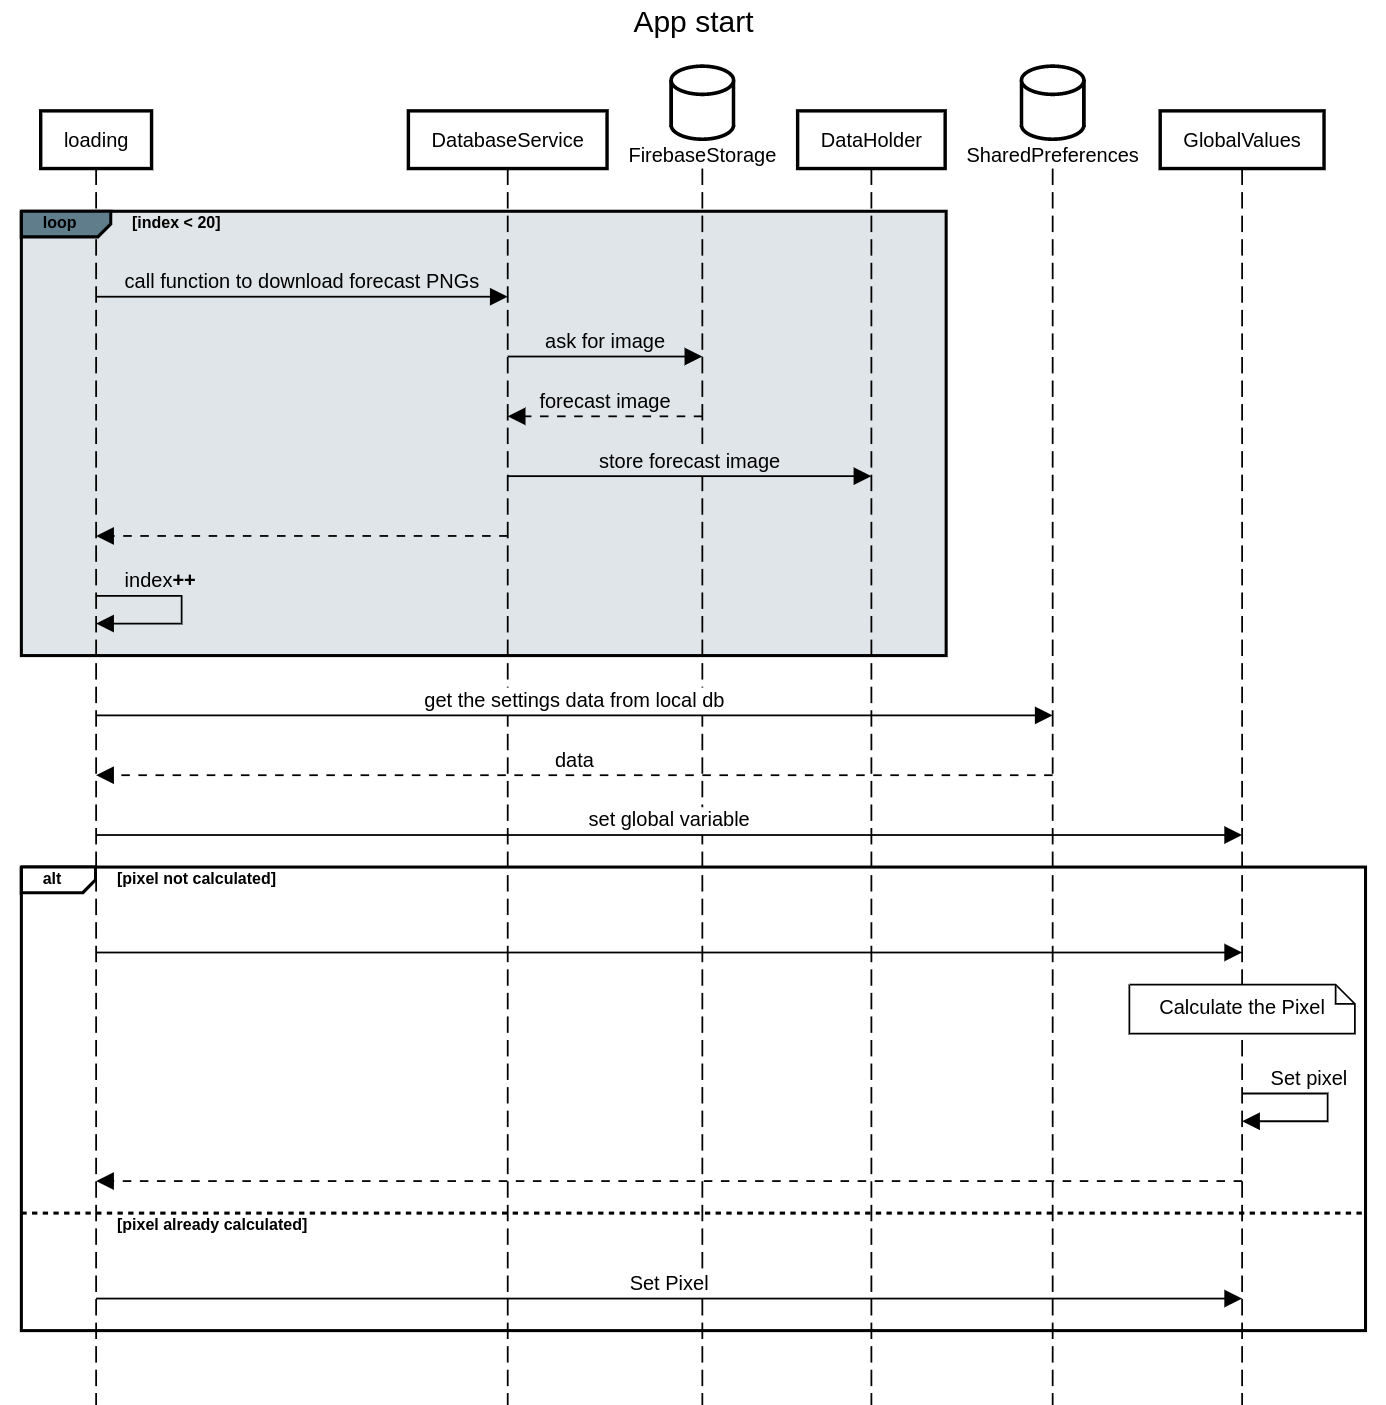 App start
loading
DatabaseService
FirebaseStorage
DataHolder
SharedPreferences
GlobalValues
loop
[index < 20]
call function to download forecast PNGs
ask for image
forecast image
store forecast image
index++
get the settings data from local db
data
set global variable
alt
[pixel not calculated]
Calculate the Pixel
Set pixel
[pixel already calculated]
Set Pixel